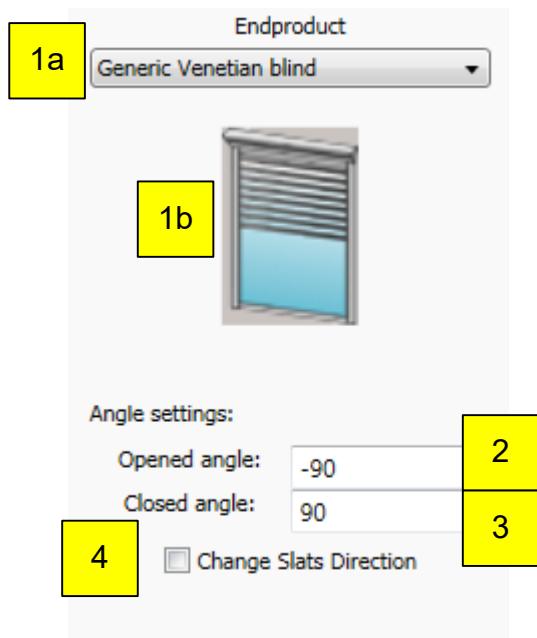 Endproduct
1a
Generic Venetian blind
1b
Angle settings:
Opened angle: -90 2
Closed angle: 90 3
4 Change Slats Direction